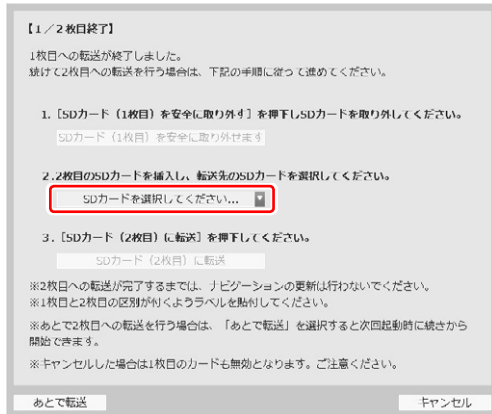 【1／2枚目終了】
1枚目への転送が終了しました。
続けて2枚目への転送を行う場合は、下記の手順に従って進めてください。
1.［SDカード（1枚目）を安全に取り外す］を押下しSDカードを取り外してください。
SDカード（1枚目）を安全に取り外せます
2.2枚目のSDカードを挿入し、転送先のSDカードを選択してください。
SDカードを選択してください...
3.［SDカード（2枚目）に転送］を押下してください。
SDカード（2枚目）に転送
※2枚目への転送が完了するまでは、ナビゲーションの更新は行わないでください。
※1枚目と2枚目の区別が付くようラベルを貼付してください。
※あとで2枚目への転送を行う場合は、「あとで転送」を選択すると次回起動時に続きから
開始できます。
※キャンセルした場合は1枚目のカードも無効となります。ご注意ください。
あとで転送
キャンセル